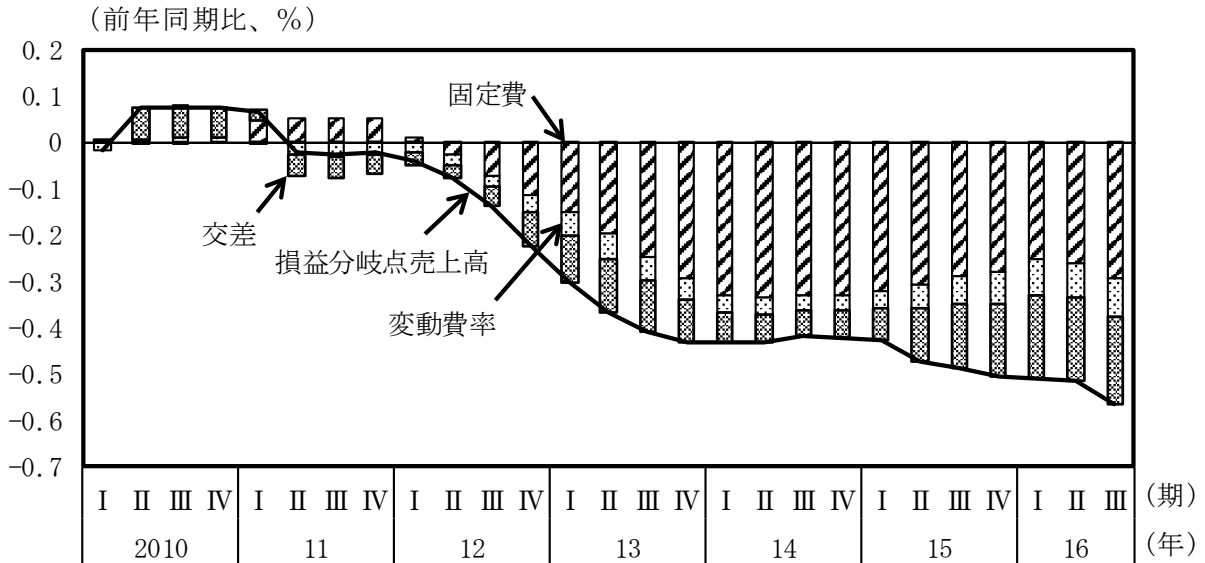 （前年同期比、%）
0.2
0.1
0
-0.1
-0.2
-0.3
-0.4
-0.5
-0.6
-0.7
固定費
交差
損益分岐点売上高
変動費率
Ⅰ Ⅱ Ⅲ Ⅳ Ⅰ Ⅱ Ⅲ Ⅳ Ⅰ Ⅱ Ⅲ Ⅳ Ⅰ Ⅱ Ⅲ Ⅳ Ⅰ Ⅱ Ⅲ Ⅳ Ⅰ Ⅱ Ⅲ Ⅳ Ⅰ Ⅱ Ⅲ （期）
2010 11 12 13 14 15 16 （年）